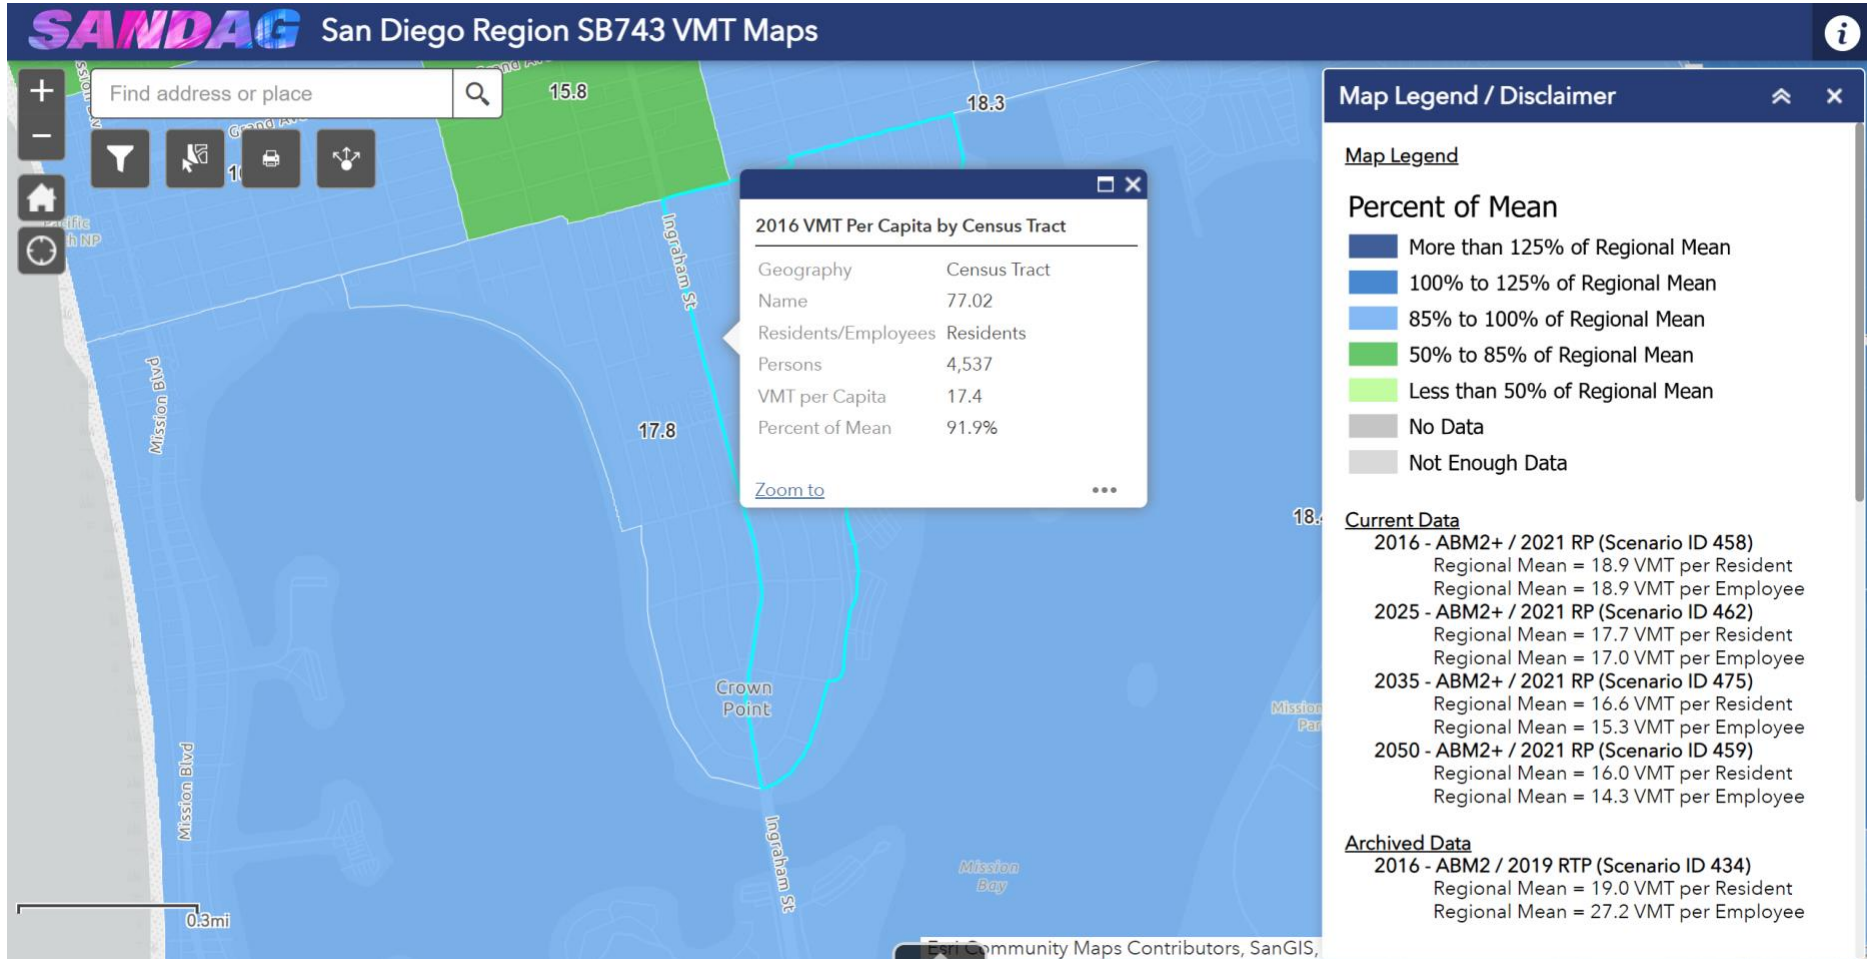 SANDAG San Diego Region SB743 VMT Maps
Find address or place
15.8
18.3
Grand
Ingraham St
Mission Blvd
17.8
Crown
Point
Mission Blvd
Ingraham St
Mission
Bay
18.
Mission
0.3mi
Esri Community Maps Contributors, SanGIS,
2016 VMT Per Capita by Census Tract
Geography Census Tract
Name 77.02
Residents/Employees Residents
Persons 4,537
VMT per Capita 17.4
Percent of Mean 91.9%
Zoom to
Map Legend / Disclaimer
Map Legend
Percent of Mean
More than 125% of Regional Mean
100% to 125% of Regional Mean
85% to 100% of Regional Mean
50% to 85% of Regional Mean
Less than 50% of Regional Mean
No Data
Not Enough Data
Current Data
2016 - ABM2+ / 2021 RP (Scenario ID 458)
Regional Mean = 18.9 VMT per Resident
Regional Mean = 18.9 VMT per Employee
2025 - ABM2+ / 2021 RP (Scenario ID 462)
Regional Mean = 17.7 VMT per Resident
Regional Mean = 17.0 VMT per Employee
2035 - ABM2+ / 2021 RP (Scenario ID 475)
Regional Mean = 16.6 VMT per Resident
Regional Mean = 15.3 VMT per Employee
2050 - ABM2+ / 2021 RP (Scenario ID 459)
Regional Mean = 16.0 VMT per Resident
Regional Mean = 14.3 VMT per Employee
Archived Data
2016 - ABM2 / 2019 RTP (Scenario ID 434)
Regional Mean = 19.0 VMT per Resident
Regional Mean = 27.2 VMT per Employee